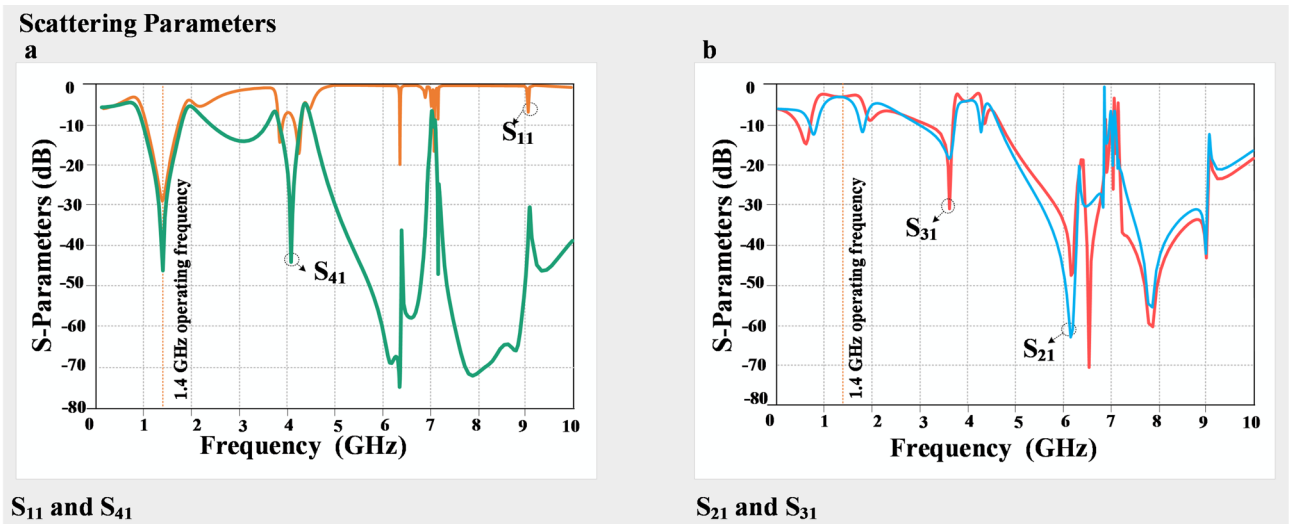 Scattering Parameters
a
b
S-Parameters (dB)
0
-10
-20
-30
-40
-50
-60
-70
-80
1.4 GHz operating frequency
S₁₁
S₄₁
0 1 2 3 4 5 6 7 8 9 10
Frequency (GHz)
S-Parameters (dB)
0
-10
-20
-30
-40
-50
-60
-70
-80
1.4 GHz operating frequency
S₃₁
S₂₁
0 1 2 3 4 5 6 7 8 9 10
Frequency (GHz)
S₁₁ and S₄₁
S₂₁ and S₃₁